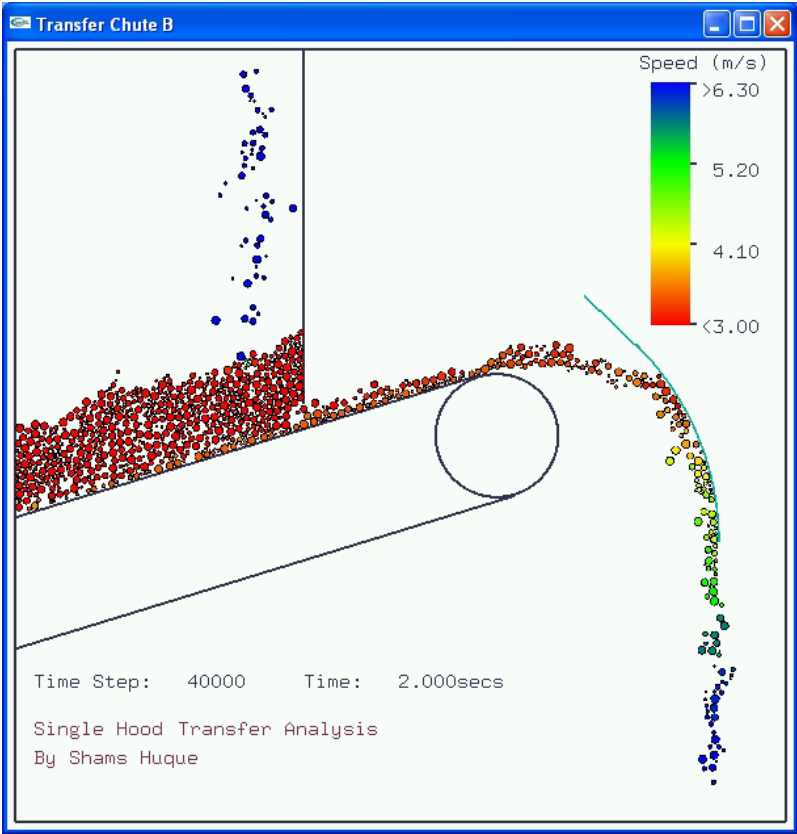 Transfer Chute B
Speed (m/s)
>6.30
5.20
4.10
<3.00
Time Step: 40000 Time: 2.000secs
Single Hood Transfer Analysis
By Shams Huque